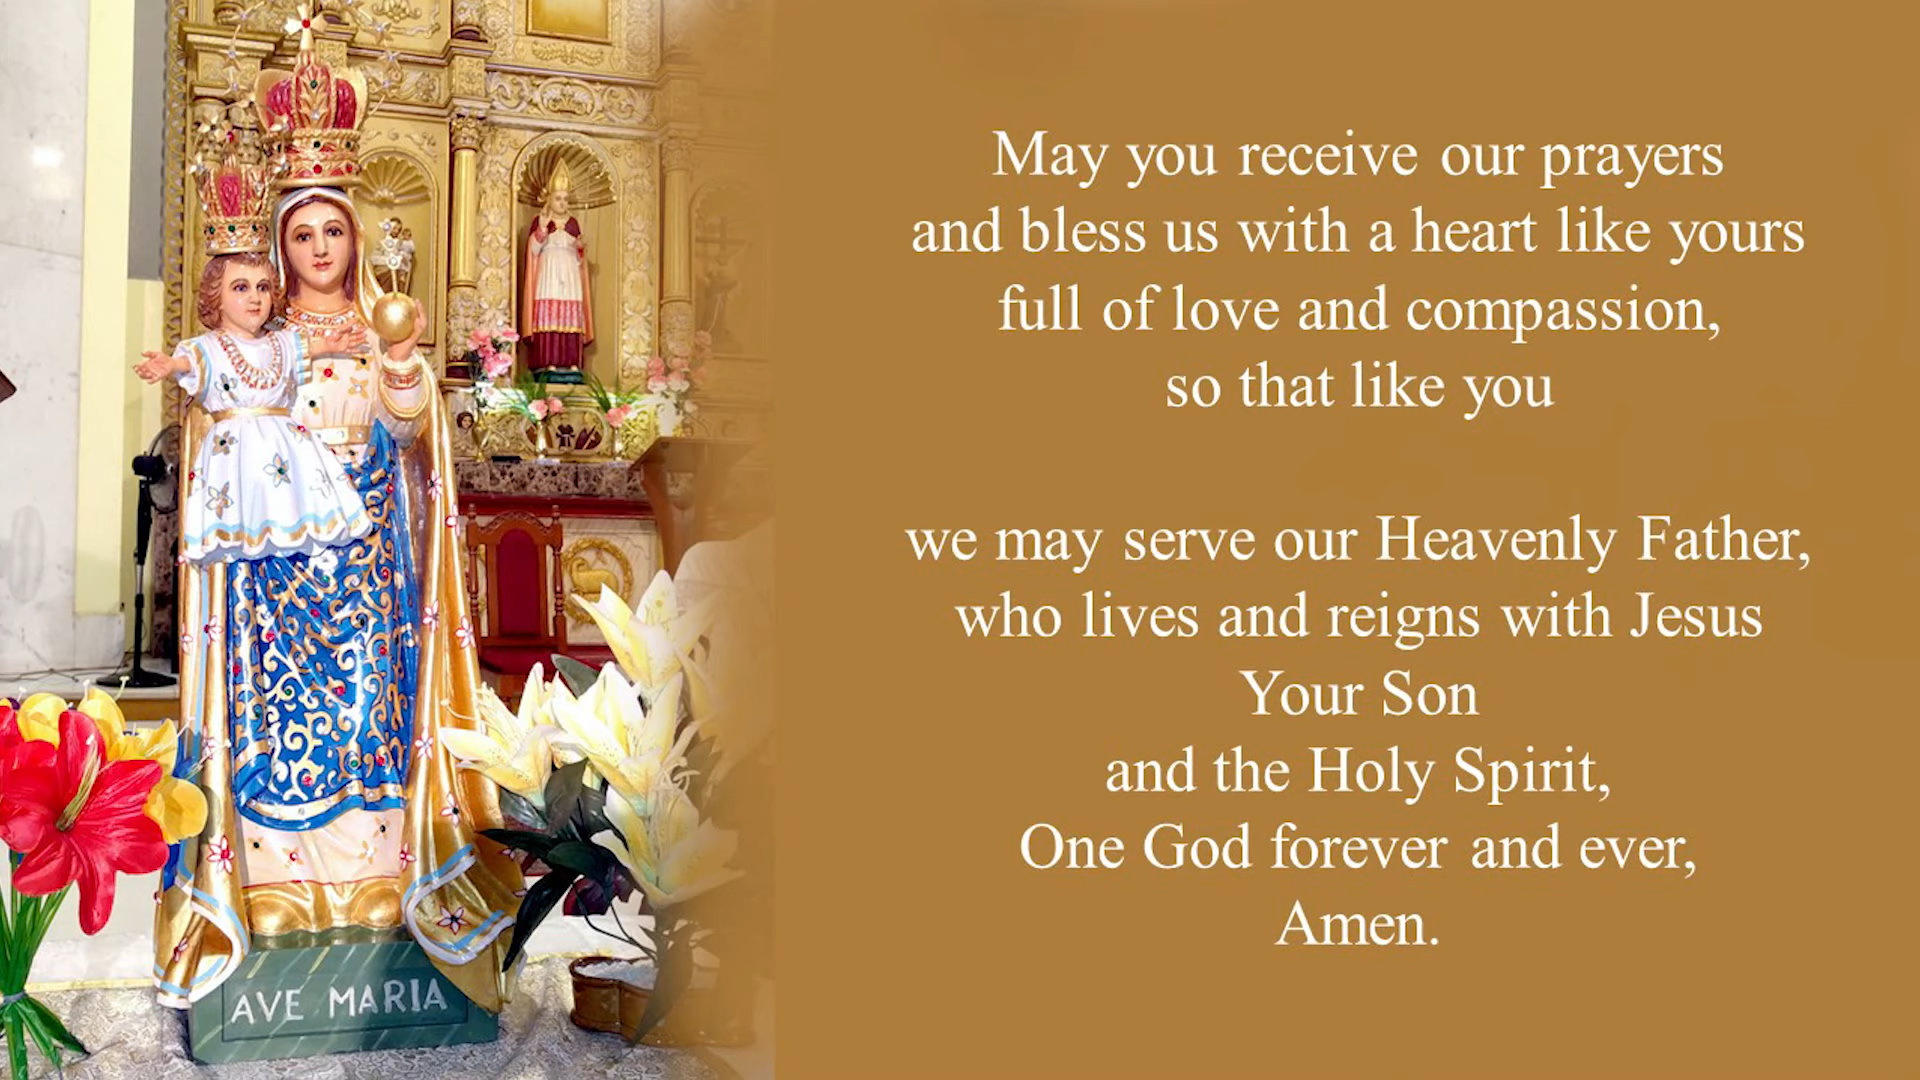 May you receive our prayers
and bless us with a heart like yours
full of love and compassion,
so that like you
we may serve our Heavenly Father,
who lives and reigns with Jesus
Your Son
and the Holy Spirit,
One God forever and ever,
Amen.
AVE MARIA